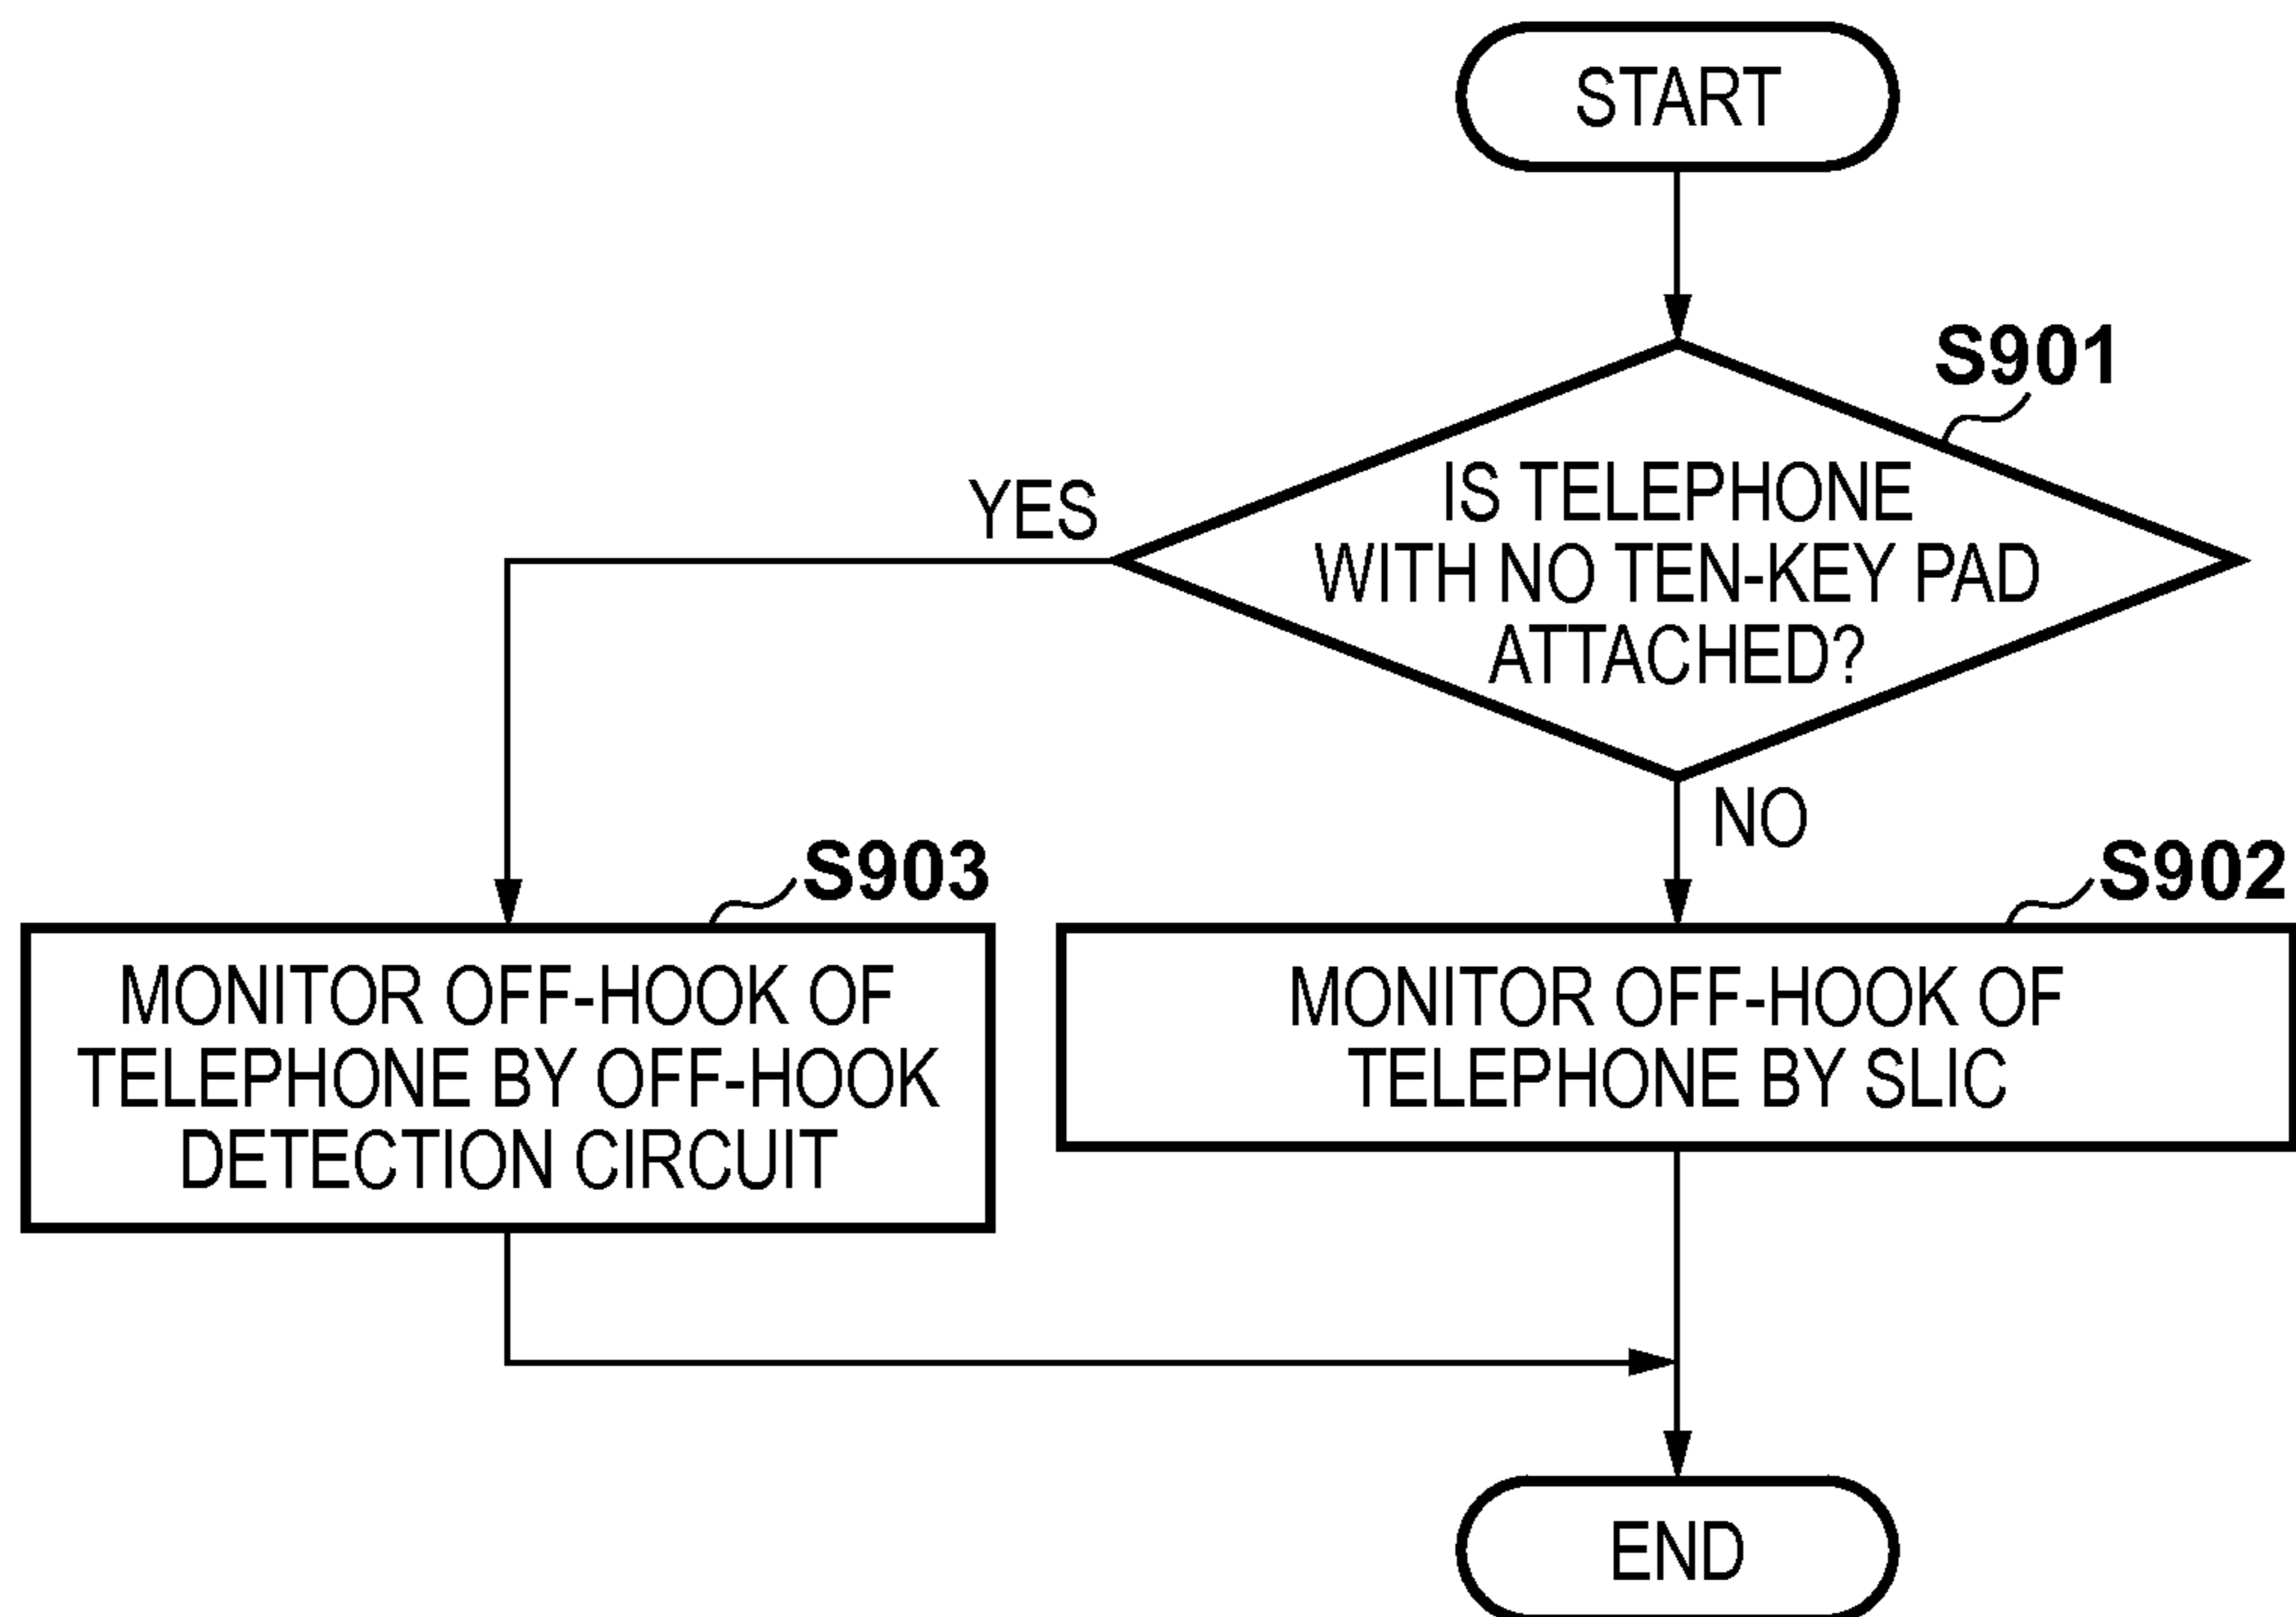 START
S901
IS TELEPHONE
WITH NO TEN-KEY PAD
ATTACHED?
YES
NO
S903
MONITOR OFF-HOOK OF
TELEPHONE BY OFF-HOOK
DETECTION CIRCUIT
S902
MONITOR OFF-HOOK OF
TELEPHONE BY SLIC
END